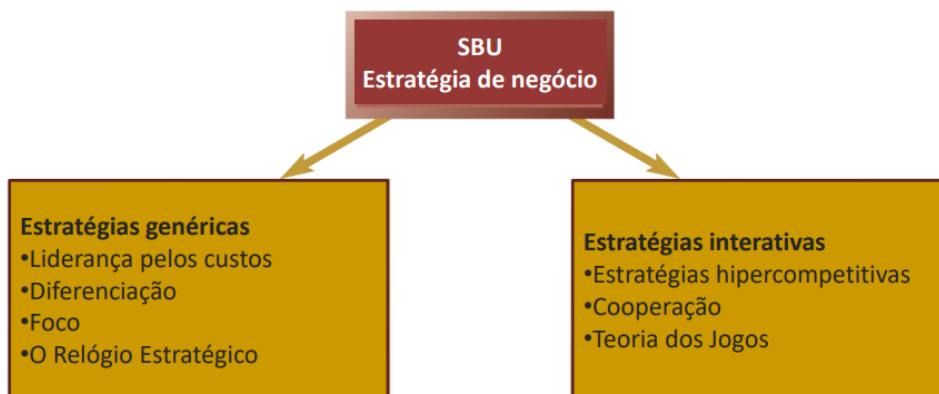 SBU
Estratégia de negócio
Estratégias genéricas
•Liderança pelos custos
•Diferenciação
•Foco
•O Relógio Estratégico
Estratégias interativas
•Estratégias hipercompetitivas
•Cooperação
•Teoria dos Jogos